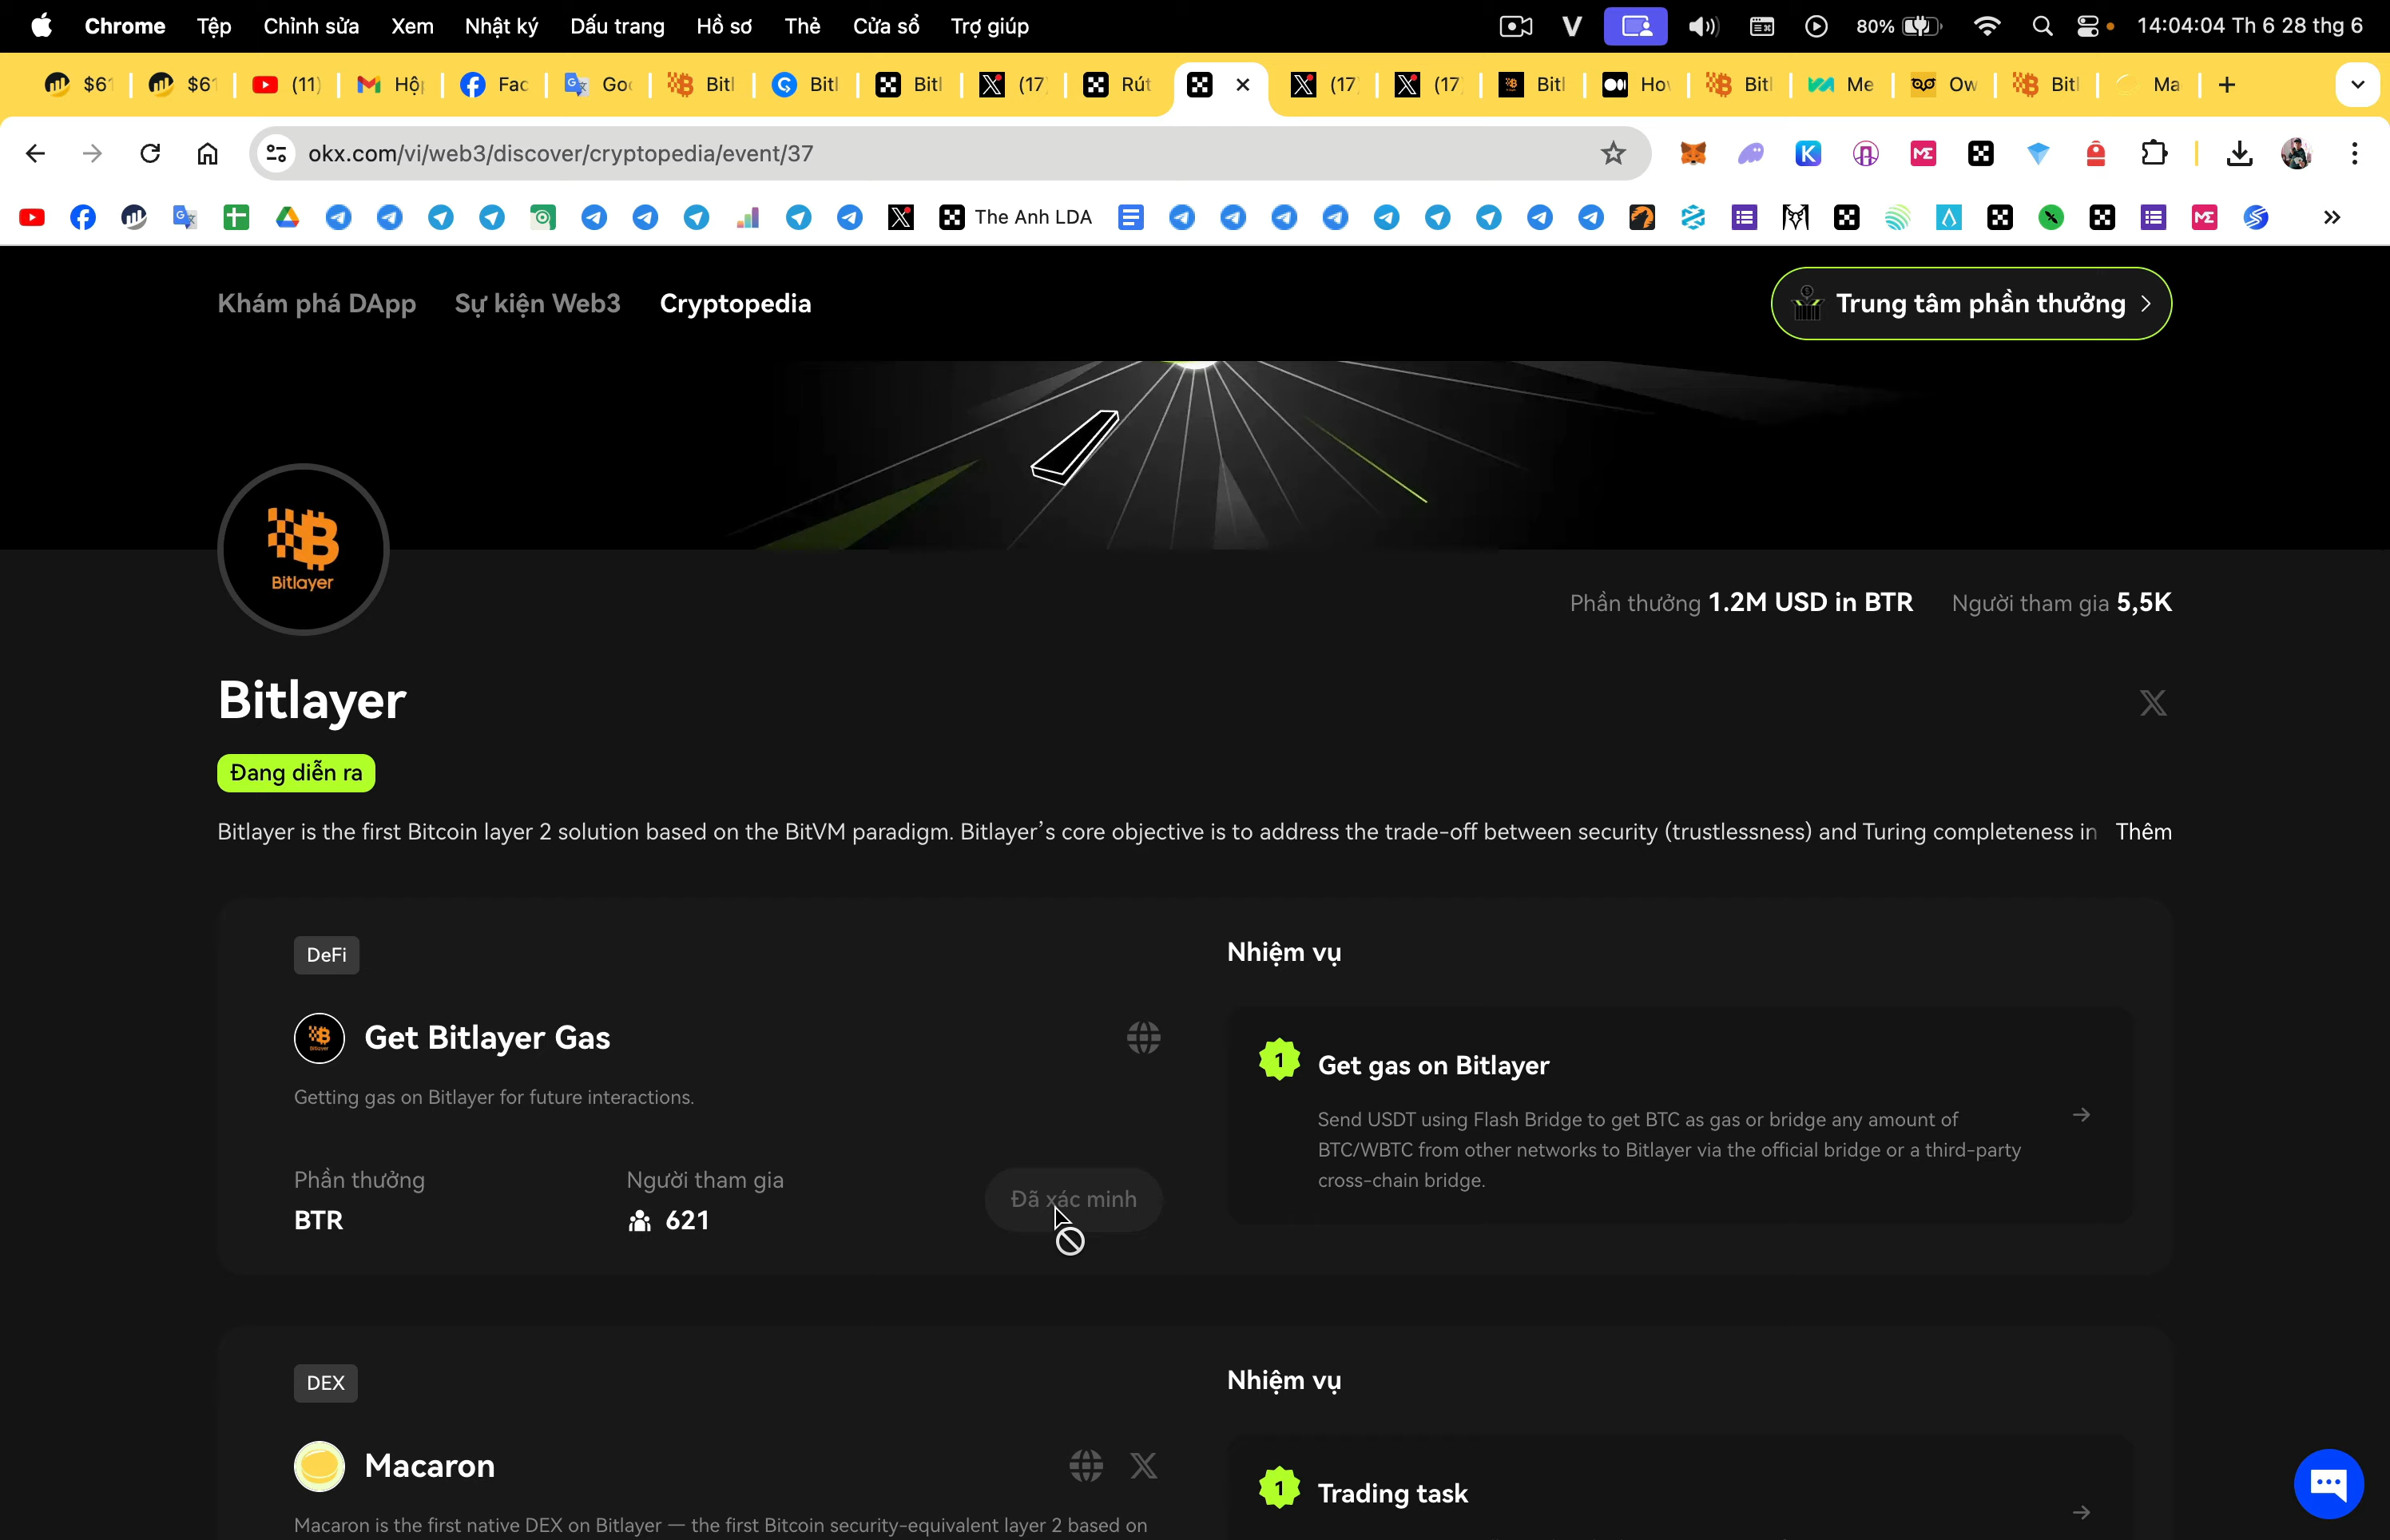 Chrome Tệp Chỉnh sửa Xem Nhật ký Dấu trang Hồ sơ Thẻ Cửa sổ Trợ giúp 80% 14:04:04 Th 6 28 thg 6
(11) Fac (17 Rút (17 (17 Me Ow Ma
okx.com/vi/web3/discover/cryptopedia/event/37
The Anh LDA
Khám phá DApp Sự kiện Web3 Cryptopedia Trung tâm phần thưởng
Bitlayer
Phần thưởng 1.2M USD in BTR Người tham gia 5,5K
Bitlayer
Đang diễn ra
Bitlayer is the first Bitcoin layer 2 solution based on the BitVM paradigm. Bitlayer's core objective is to address the trade-off between security (trustlessness) and Turing completeness in Thêm
DeFi
Get Bitlayer Gas
Getting gas on Bitlayer for future interactions.
Phần thưởng Người tham gia
BTR 621
Đã xác minh
Nhiệm vụ
1 Get gas on Bitlayer
Send USDT using Flash Bridge to get BTC as gas or bridge any amount of
BTC/WBTC from other networks to Bitlayer via the official bridge or a third-party
cross-chain bridge.
DEX
Macaron
Macaron is the first native DEX on Bitlayer — the first Bitcoin security-equivalent layer 2 based on
Nhiệm vụ
1 Trading task